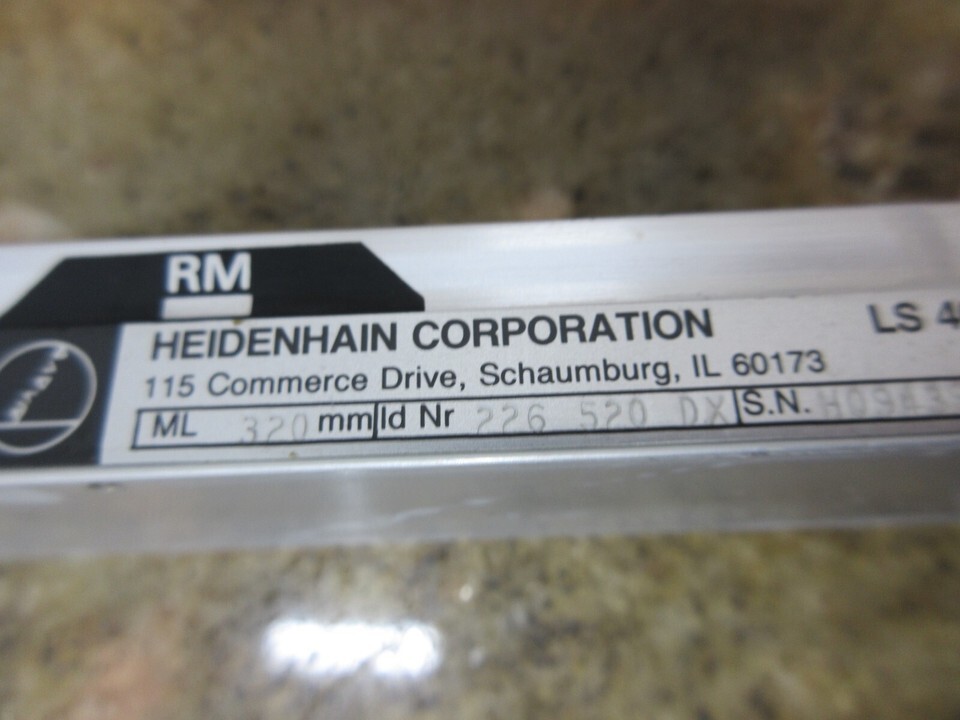 RM
HEIDENHAIN CORPORATION LS
115 Commerce Drive, Schaumburg, IL 60173
ML 320 mm Id Nr 226 520 DX S.N.